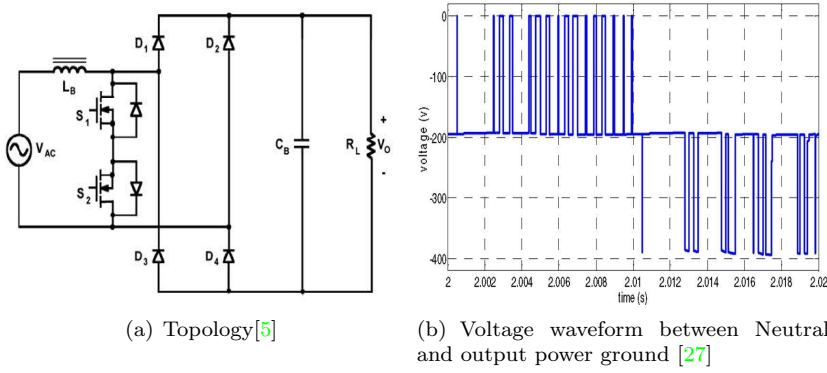 D1
D2
LB
S1
VAC
S2
CB
RL
+
VO
-
D3
D4
voltage (v)
0
-100
-200
-300
-400
2
2.002
2.004
2.006
2.008
2.01
2.012
2.014
2.016
2.018
2.02
time (s)
(a) Topology[5]
(b) Voltage waveform between Neutral
and output power ground [27]